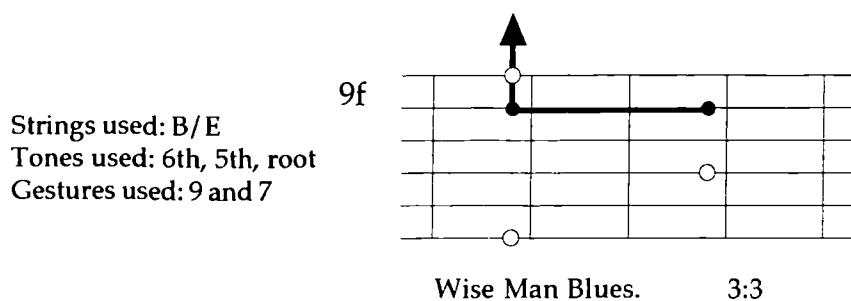 9f
Strings used: B/E
Tones used: 6th, 5th, root
Gestures used: 9 and 7
Wise Man Blues. 3:3